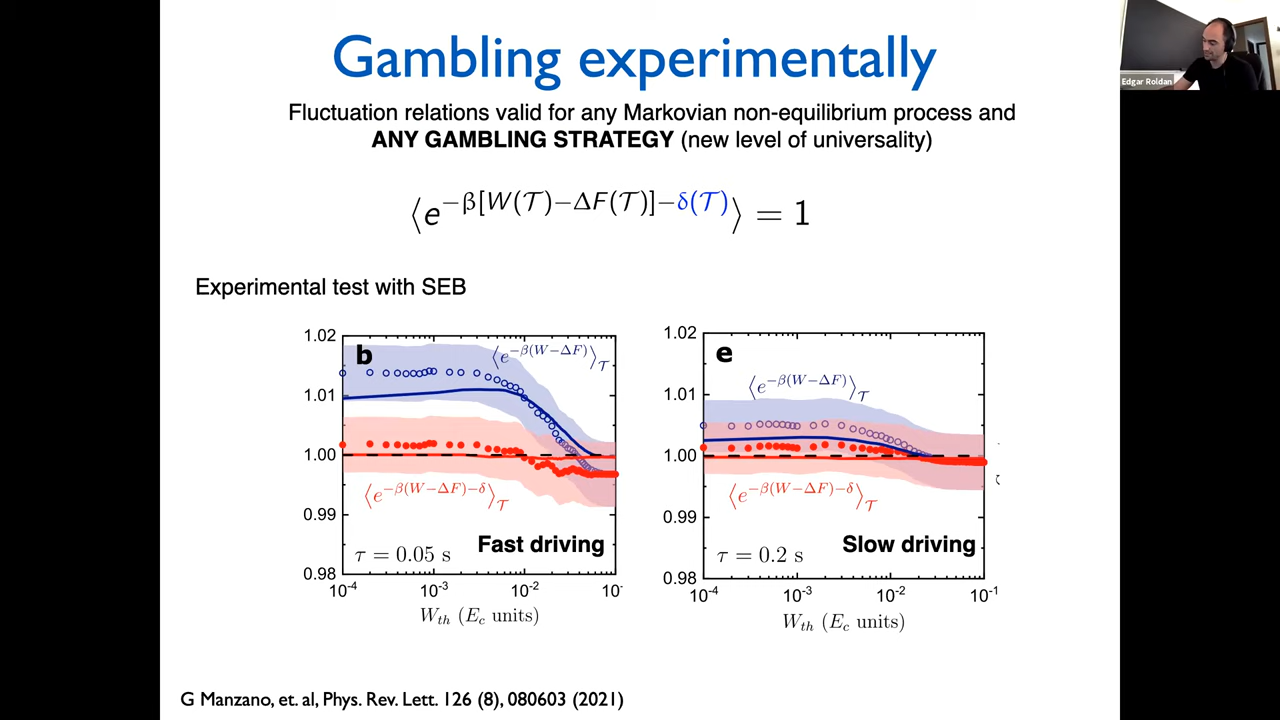 Gambling experimentally
Edgar Roldan
Fluctuation relations valid for any Markovian non-equilibrium process and
ANY GAMBLING STRATEGY (new level of universality)
⟨e^{−β[W(𝒯)−ΔF(𝒯)]−δ(𝒯)}⟩ = 1
Experimental test with SEB
1.02
1.01
1.00
0.99
0.98
b
⟨e^{−β(W−ΔF)}⟩_𝒯
⟨e^{−β(W−ΔF)−δ}⟩_𝒯
τ = 0.05 s
Fast driving
10^{-4} 10^{-3} 10^{-2} 10^{-}
W_{th} (E_c units)
1.02
1.01
1.00
0.99
0.98
e
⟨e^{−β(W−ΔF)}⟩_𝒯
⟨e^{−β(W−ΔF)−δ}⟩_𝒯
τ = 0.2 s
Slow driving
10^{-4} 10^{-3} 10^{-2} 10^{-1}
W_{th} (E_c units)
G Manzano, et. al, Phys. Rev. Lett. 126 (8), 080603 (2021)